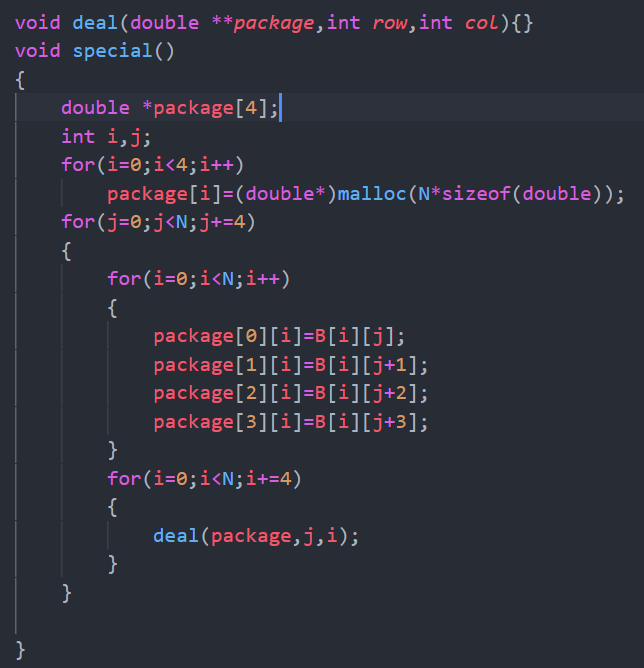 void deal(double **package,int row,int col){}
void special()
{
    double *package[4];
    int i,j;
    for(i=0;i<4;i++)
        package[i]=(double*)malloc(N*sizeof(double));
    for(j=0;j<N;j+=4)
    {
        for(i=0;i<N;i++)
        {
            package[0][i]=B[i][j];
            package[1][i]=B[i][j+1];
            package[2][i]=B[i][j+2];
            package[3][i]=B[i][j+3];
        }
        for(i=0;i<N;i+=4)
        {
            deal(package,j,i);
        }
    }

}